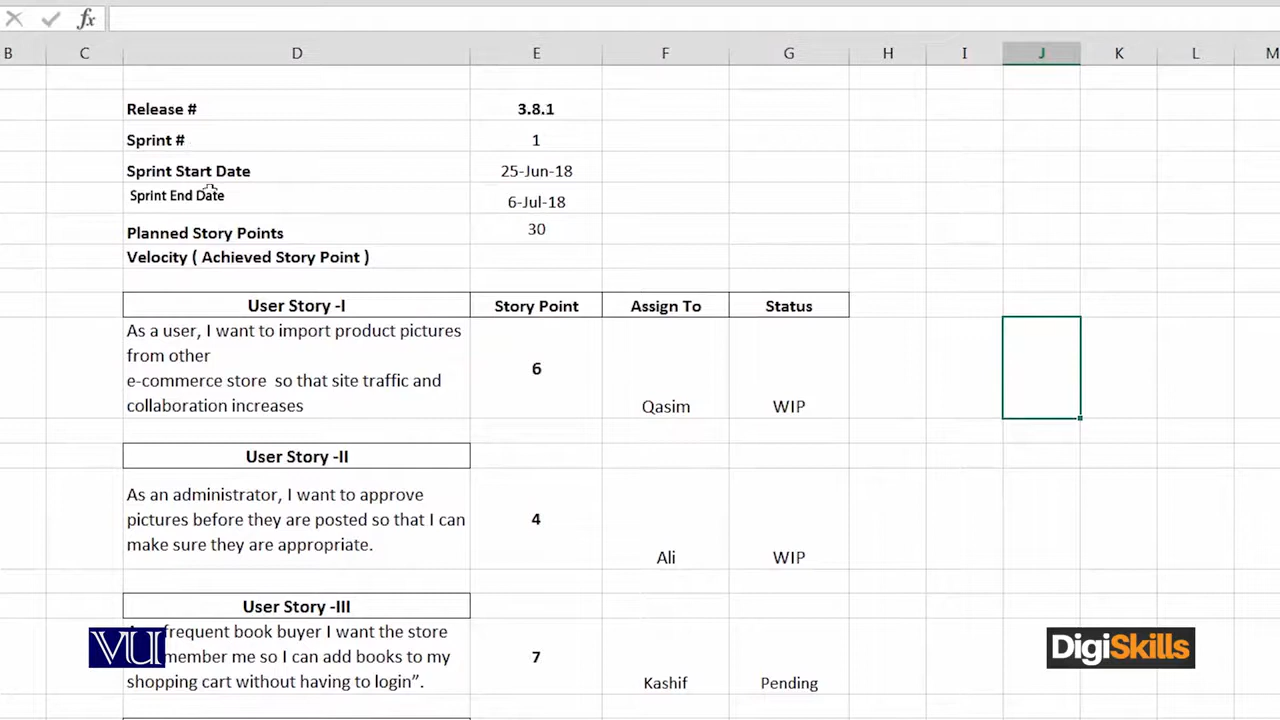 fx
B C D E F G H I J K L M
Release # 3.8.1
Sprint # 1
Sprint Start Date 25-Jun-18
Sprint End Date 6-Jul-18
Planned Story Points 30
Velocity ( Achieved Story Point )
User Story -I Story Point Assign To Status
As a user, I want to import product pictures
from other
e-commerce store so that site traffic and
collaboration increases
6 Qasim WIP
User Story -II
As an administrator, I want to approve
pictures before they are posted so that I can
make sure they are appropriate.
4 Ali WIP
User Story -III
frequent book buyer I want the store
member me so I can add books to my
shopping cart without having to login”.
7 Kashif Pending
VU
DigiSkills